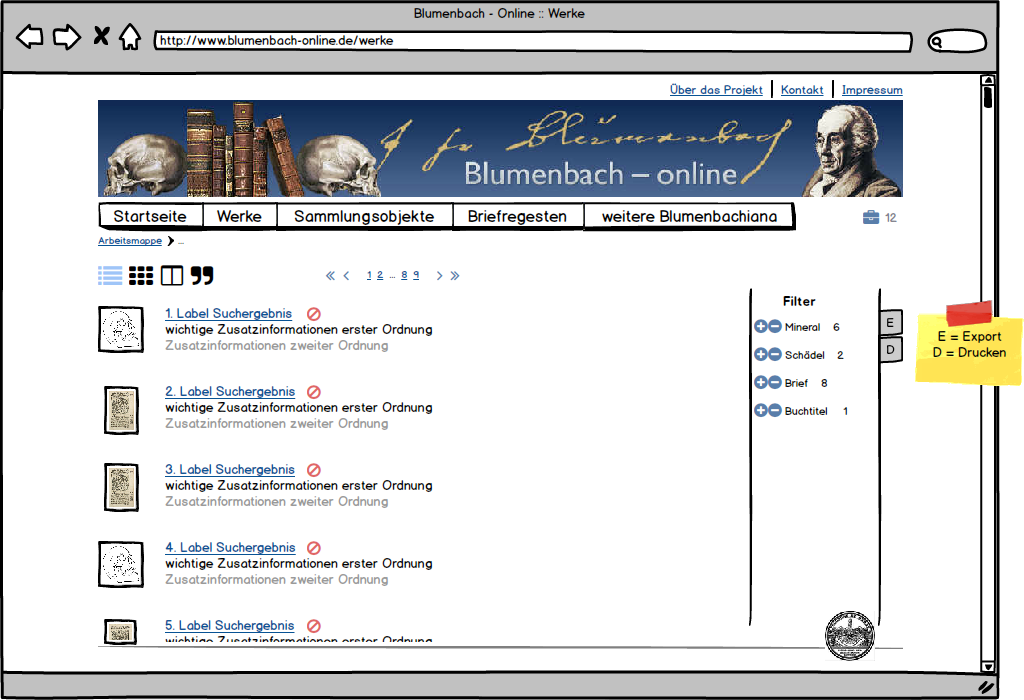 Blumenbach - Online :: Werke
http://www.blumenbach-online.de/werke
Über das Projekt | Kontakt | Impressum
Blumenbach – online
Startseite Werke Sammlungsobjekte Briefregesten weitere Blumenbachiana 12
Arbeitsmappe ...
1 2 ... 8 9
1. Label Suchergebnis
wichtige Zusatzinformationen erster Ordnung
Zusatzinformationen zweiter Ordnung
2. Label Suchergebnis
wichtige Zusatzinformationen erster Ordnung
Zusatzinformationen zweiter Ordnung
3. Label Suchergebnis
wichtige Zusatzinformationen erster Ordnung
Zusatzinformationen zweiter Ordnung
4. Label Suchergebnis
wichtige Zusatzinformationen erster Ordnung
Zusatzinformationen zweiter Ordnung
5. Label Suchergebnis
wichtige Zusatzinformationen erster Ordnung
Filter
Mineral 6
Schädel 2
Brief 8
Buchtitel 1
E
D
E = Export
D = Drucken